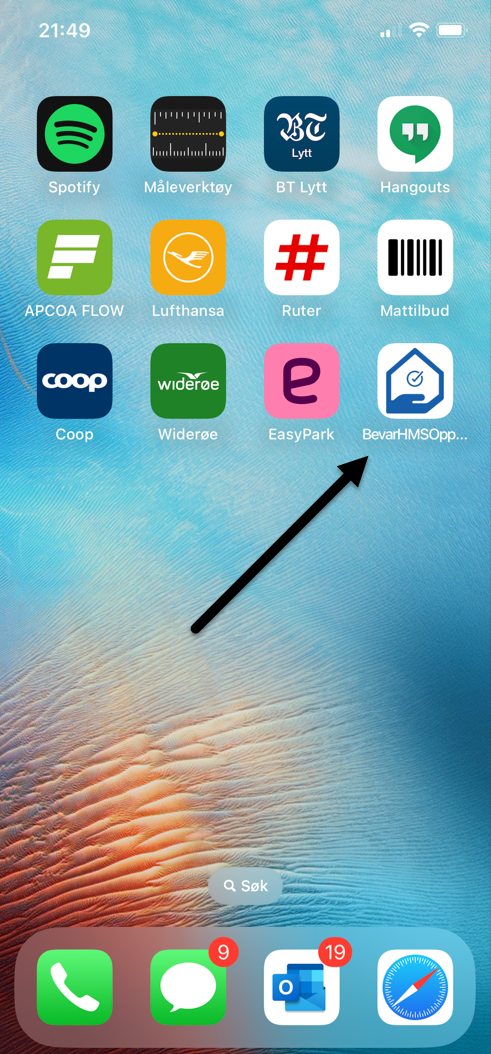 21:49
BT
Lytt
Spotify
Måleverktøy
BT Lytt
Hangouts
APCOA FLOW
Lufthansa
Ruter
Mattilbud
coop
widerøe
e
Coop
Widerøe
EasyPark
BevarHMSOpp...
Søk
9
19
O